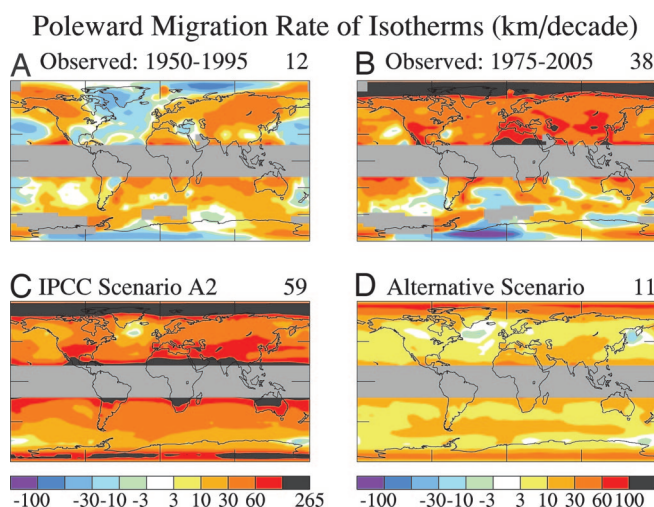 Poleward Migration Rate of Isotherms (km/decade)
A Observed: 1950-1995 12
B Observed: 1975-2005 38
C IPCC Scenario A2 59
D Alternative Scenario 11
-100 -30 -10 -3 3 10 30 60 265
-100 -30 -10 -3 3 10 30 60 100